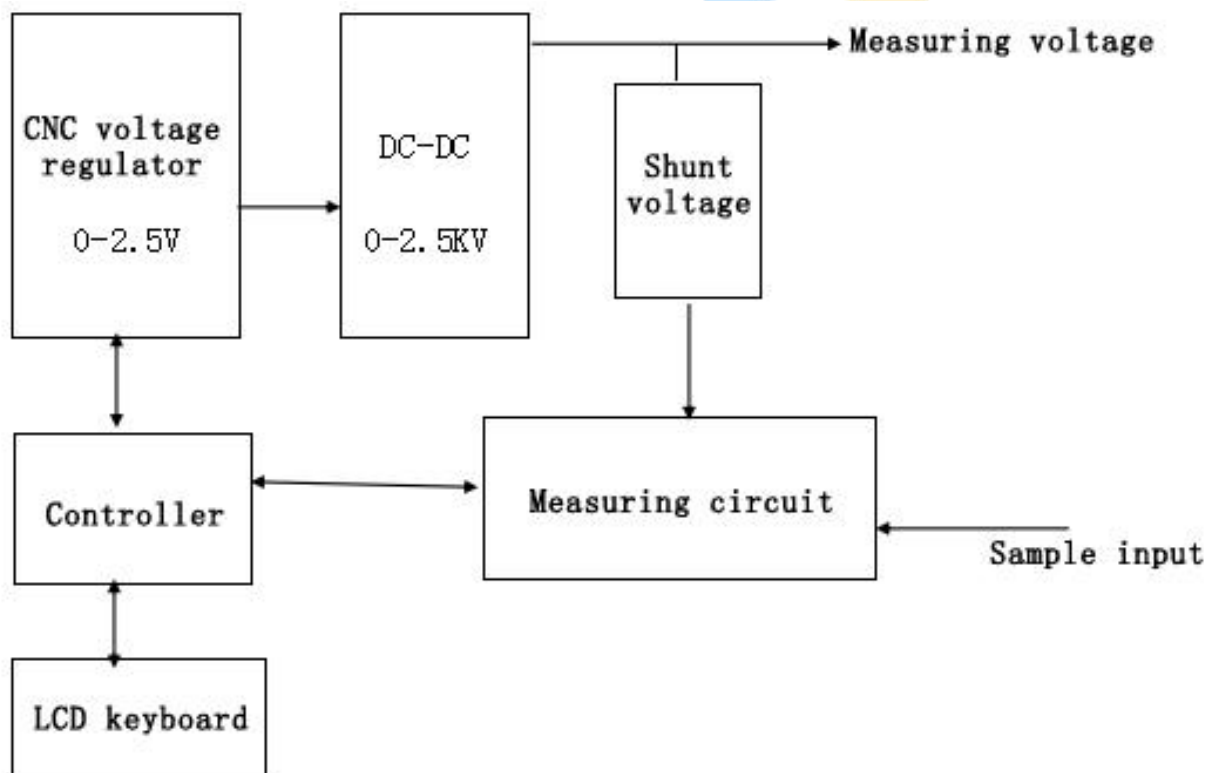 Measuring voltage
CNC voltage
regulator
0-2.5V
DC-DC
0-2.5KV
Shunt
voltage
Controller
Measuring circuit
Sample input
LCD keyboard